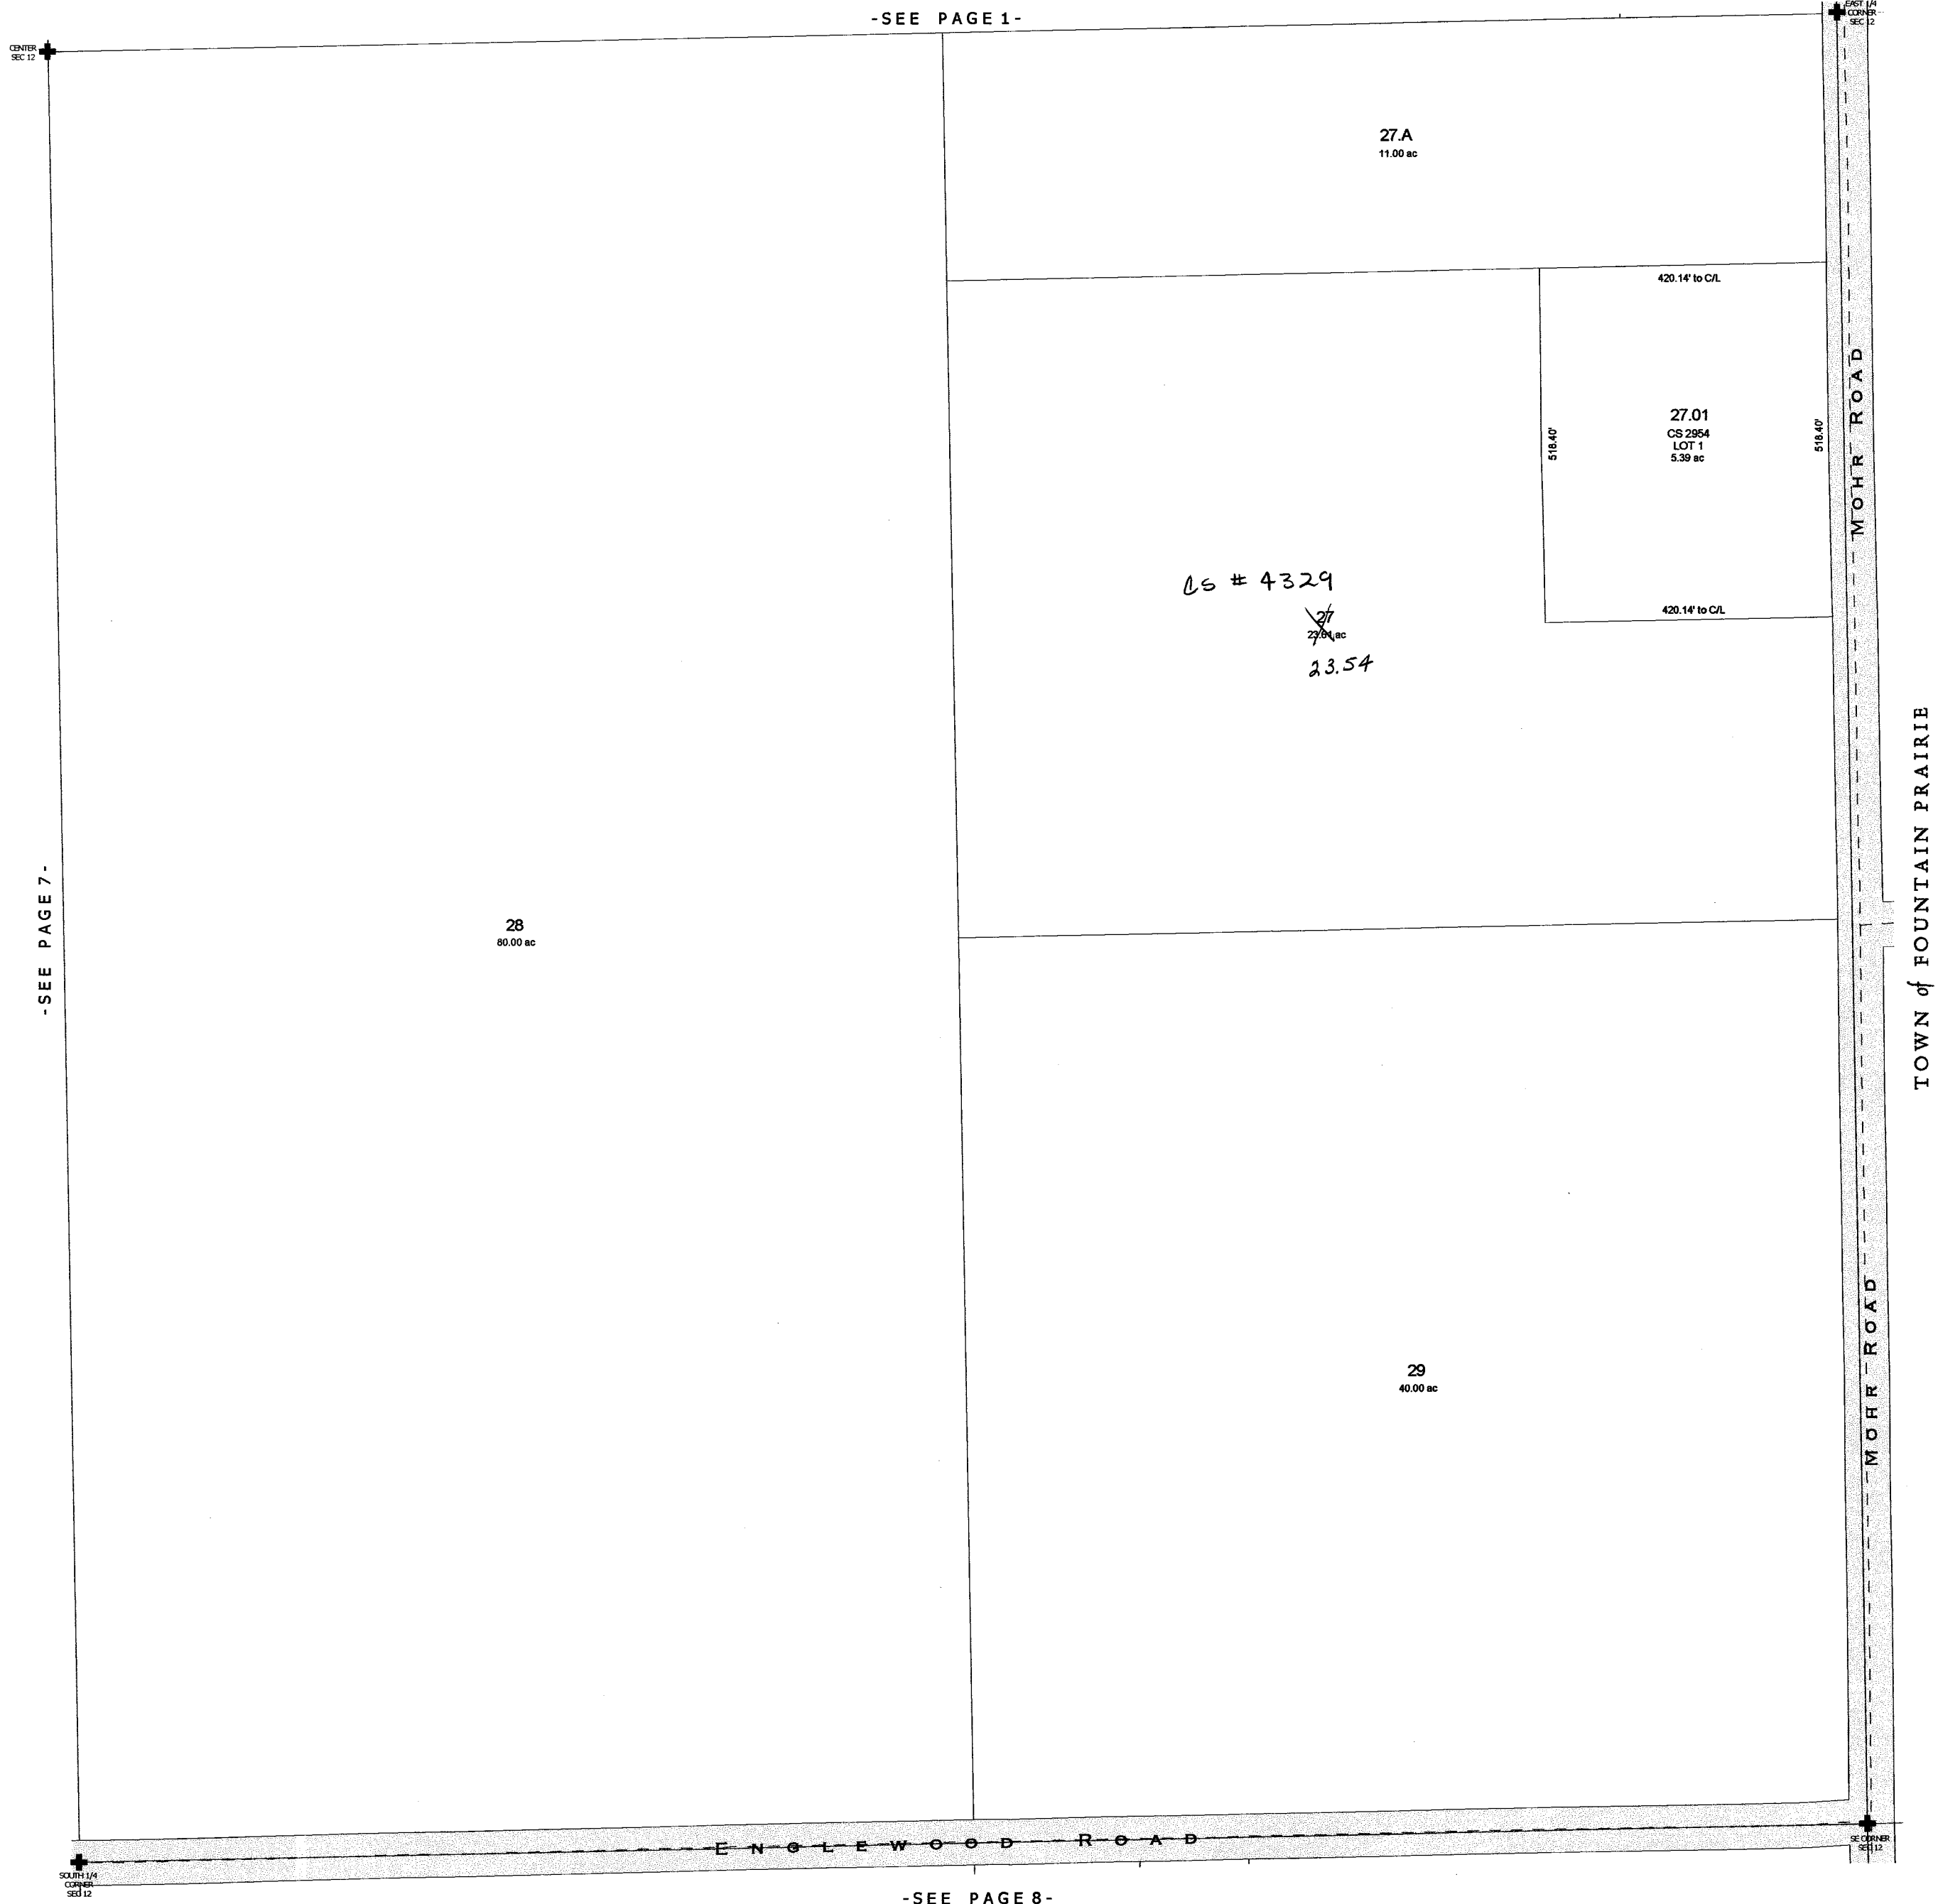 -SEE PAGE 1-
EAST 1/4
CORNER
SEC 12
CENTER
SEC 12
27.A
11.00 ac
420.14' to C/L
MOHR ROAD
27.01
CS 2954
LOT 1
5.39 ac
518.40'
518.40'
CS # 4329
27
23.61 ac
23.54
420.14' to C/L
TOWN of FOUNTAIN PRAIRIE
-SEE PAGE 7-
28
80.00 ac
29
40.00 ac
MOHR ROAD
ENGLEWOOD ROAD
SE CORNER
SEC 12
SOUTH 1/4
CORNER
SEC 12
-SEE PAGE 8-